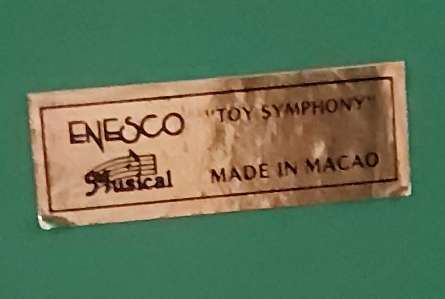 ENESCO
Musical
"TOY SYMPHONY"
MADE IN MACAO